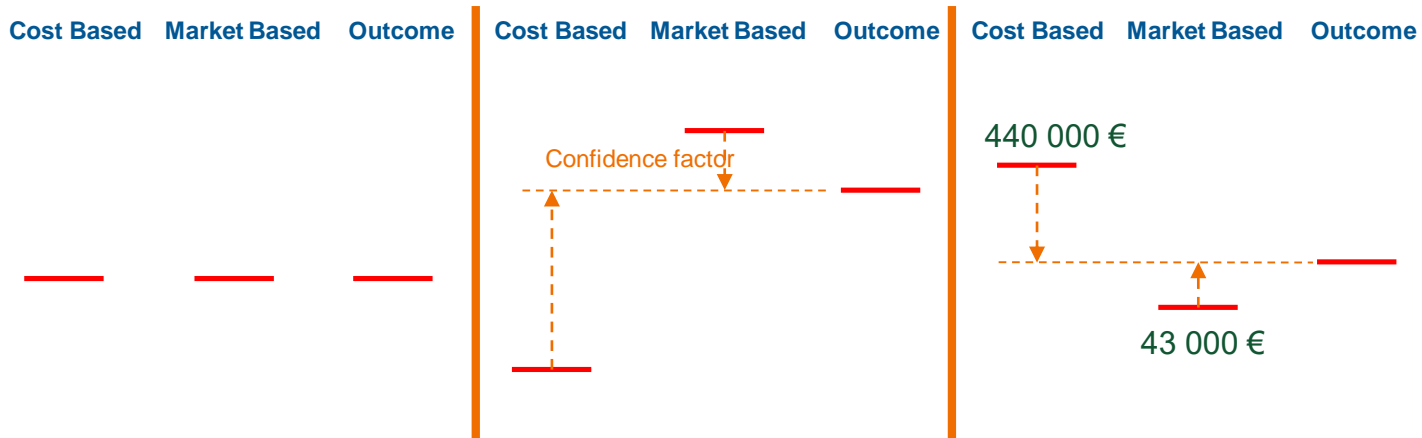 Cost Based Market Based Outcome
Confidence factor
Cost Based Market Based Outcome
440 000 €
43 000 €
Cost Based Market Based Outcome